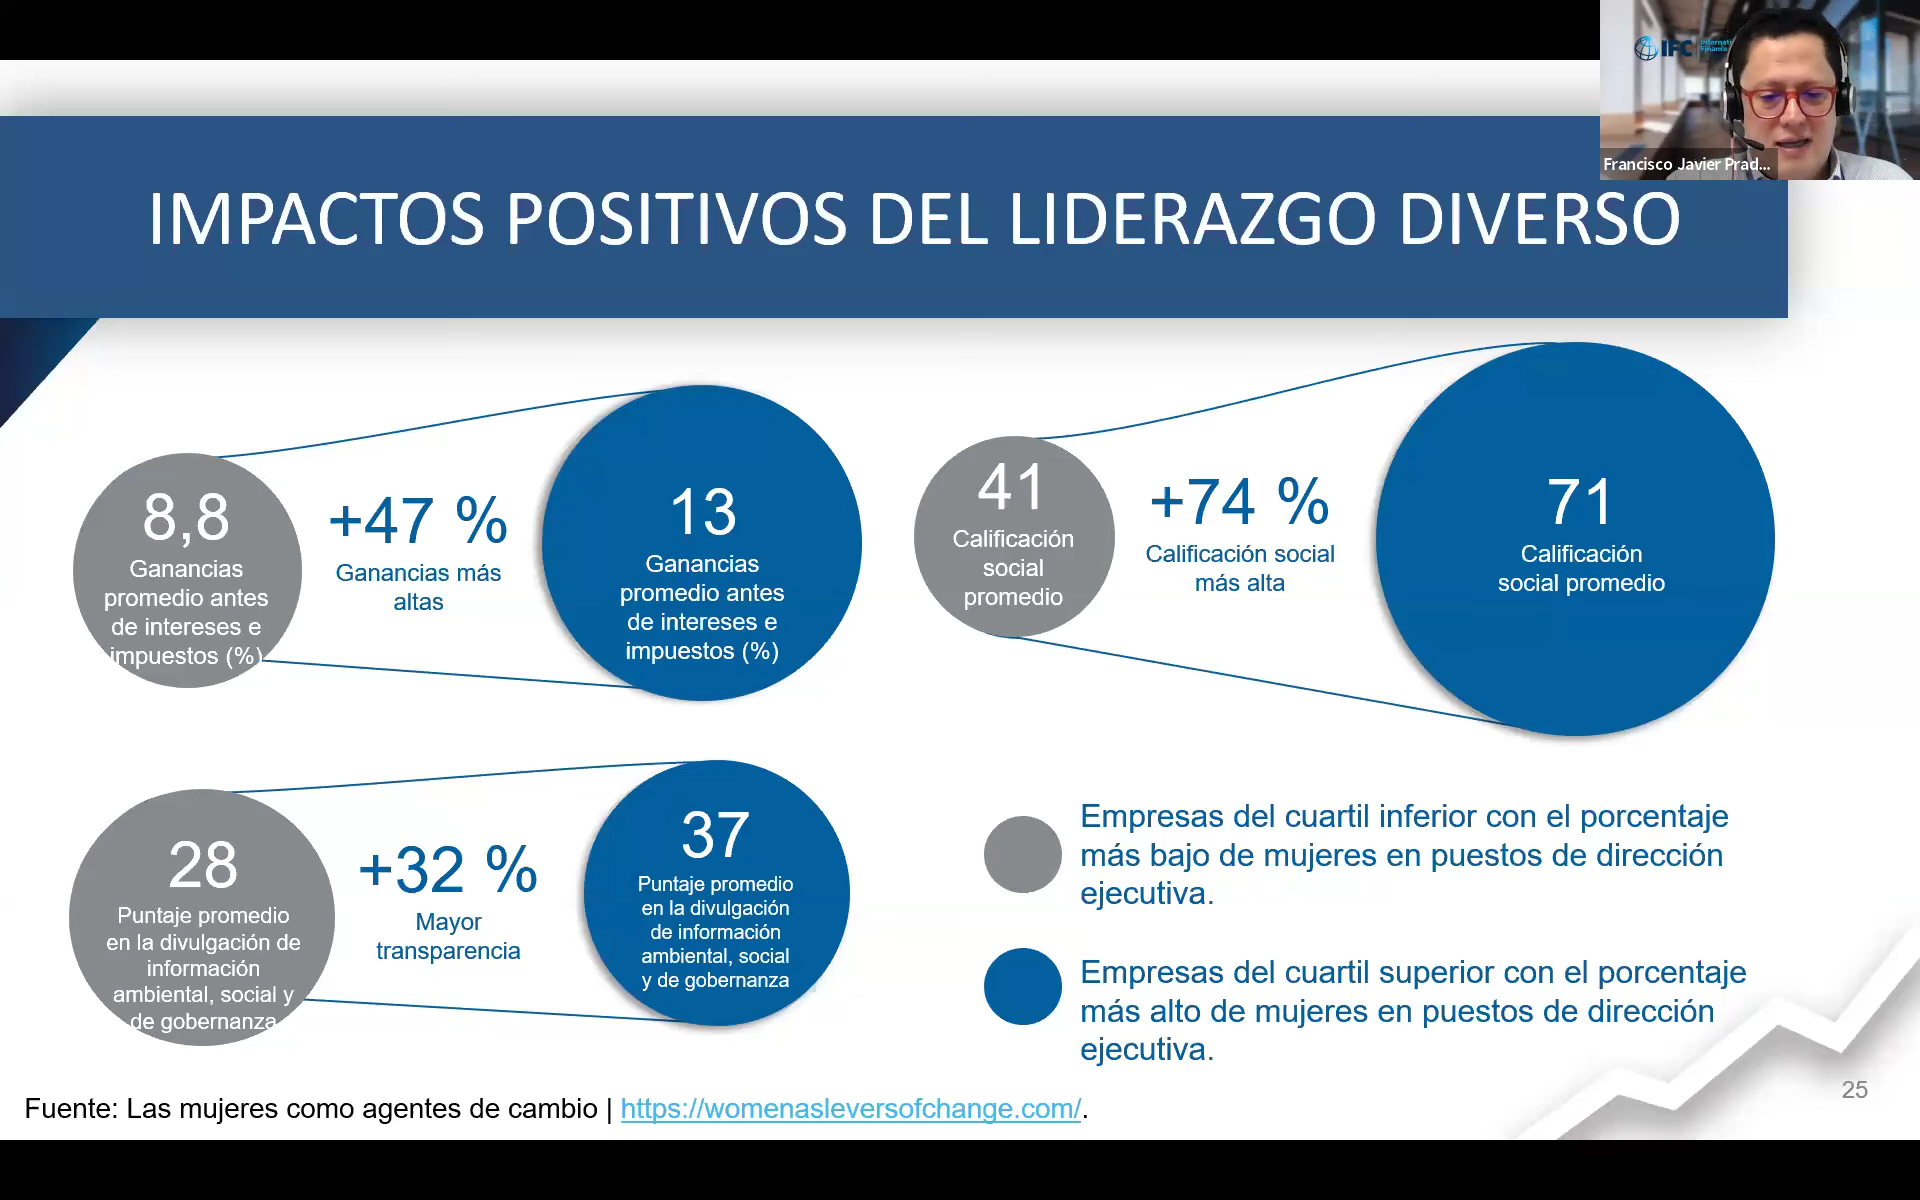 IFC
International
Finance
Francisco Javier Prad...
IMPACTOS POSITIVOS DEL LIDERAZGO DIVERSO
8,8
Ganancias
promedio antes
de intereses e
impuestos (%)
+47 %
Ganancias más
altas
13
Ganancias
promedio antes
de intereses e
impuestos (%)
41
Calificación
social
promedio
+74 %
Calificación social
más alta
71
Calificación
social promedio
28
Puntaje promedio
en la divulgación de
información
ambiental, social y
de gobernanza
+32 %
Mayor
transparencia
37
Puntaje promedio
en la divulgación
de información
ambiental, social
y de gobernanza
Empresas del cuartil inferior con el porcentaje
más bajo de mujeres en puestos de dirección
ejecutiva.
Empresas del cuartil superior con el porcentaje
más alto de mujeres en puestos de dirección
ejecutiva.
25
Fuente: Las mujeres como agentes de cambio | https://womenasleversofchange.com/.